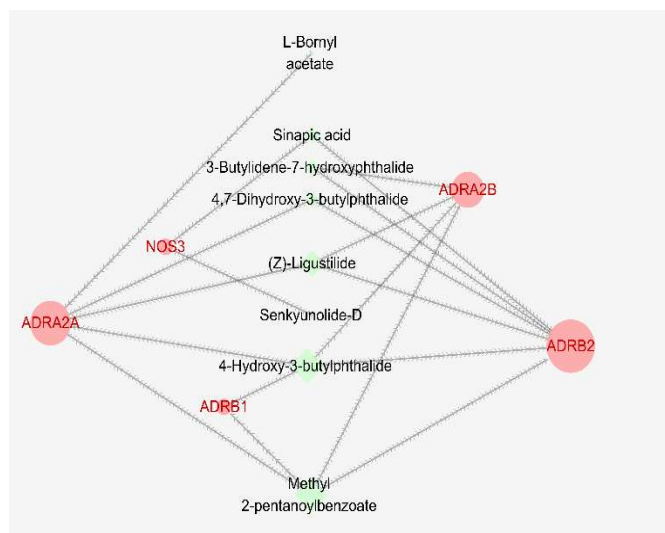 L-Bornyl
acetate
Sinapic acid
3-Butylidene-7-hydroxyphthalide
ADRA2B
4,7-Dihydroxy-3-butylphthalide
NOS3
(Z)-Ligustilide
Senkyunolide-D
ADRA2A
ADRB2
4-Hydroxy-3-butylphthalide
ADRB1
Methyl
2-pentanoylbenzoate